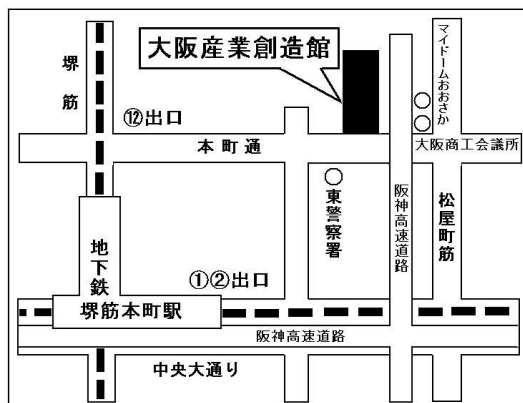 大阪産業創造館
堺筋
⑫出口
マイドームおおさか
本町通
大阪商工会議所
東警察署
阪神高速道路
松屋町筋
地下鉄
①②出口
堺筋本町駅
阪神高速道路
中央大通り